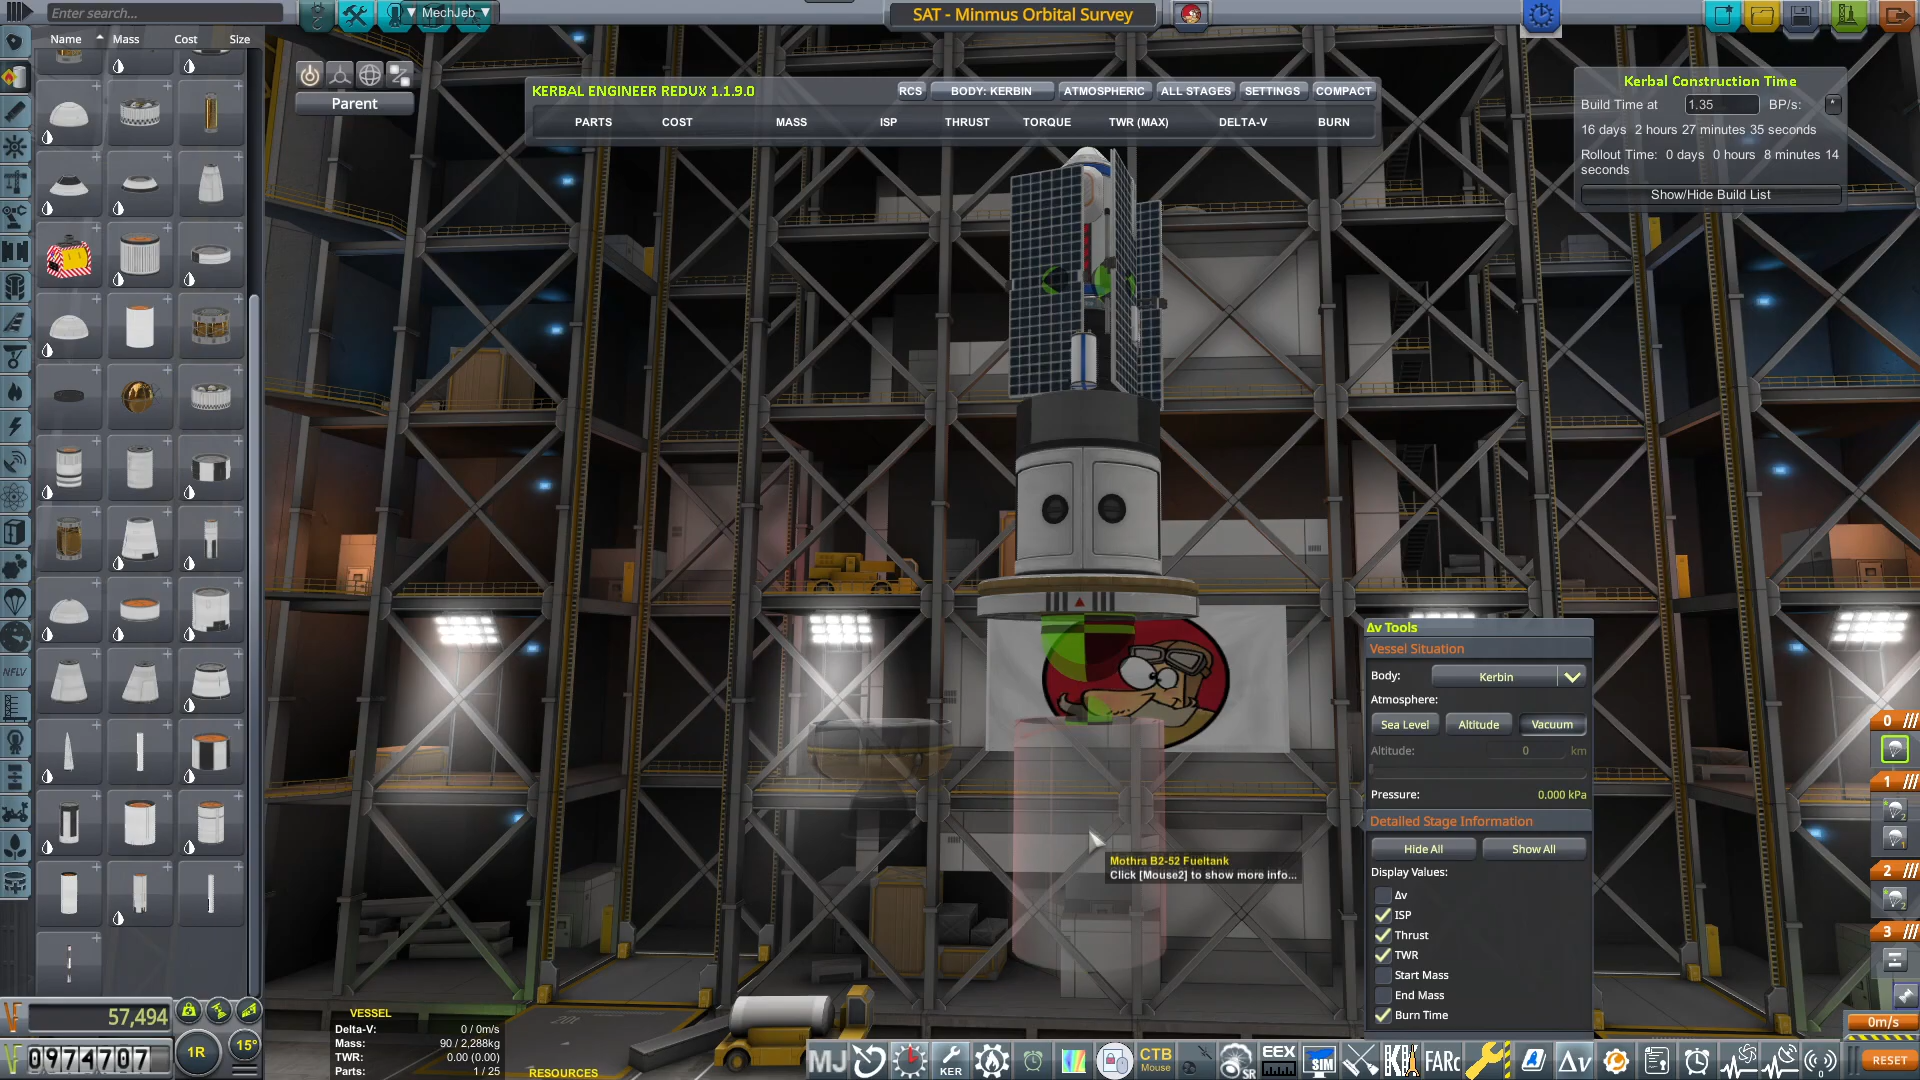 Enter search...
MechJeb
SAT - Minmus Orbital Survey
Name
Mass
Cost
Size
Parent
KERBAL ENGINEER REDUX 1.1.9.0
RCS
BODY: KERBIN
ATMOSPHERIC
ALL STAGES
SETTINGS
COMPACT
PARTS
COST
MASS
ISP
THRUST
TORQUE
TWR (MAX)
DELTA-V
BURN
Kerbal Construction Time
Build Time at
1.35
BP/s:
*
16 days 2 hours 27 minutes 35 seconds
Rollout Time: 0 days 0 hours 8 minutes 14
seconds
Show/Hide Build List
NFLV
Mothra B2-52 Fueltank
Click [Mouse2] to show more info...
Δv Tools
Vessel Situation
Body:
Kerbin
Atmosphere:
Sea Level
Altitude
Vacuum
Altitude:
0
km
Pressure:
0.000 kPa
Detailed Stage Information
Hide All
Show All
Display Values:
Δv
ISP
Thrust
TWR
Start Mass
End Mass
Burn Time
0
1
2
1
2
2
3
0m/s
RESET
57,494
0974707
1R
15°
VESSEL
Delta-V:
0 / 0m/s
Mass:
90 / 2,288kg
TWR:
0.00 (0.00)
Parts:
1 / 25
RESOURCES
MJ
KER
CTB
Mouse
SR
EEX
SIM
FARc
Δv